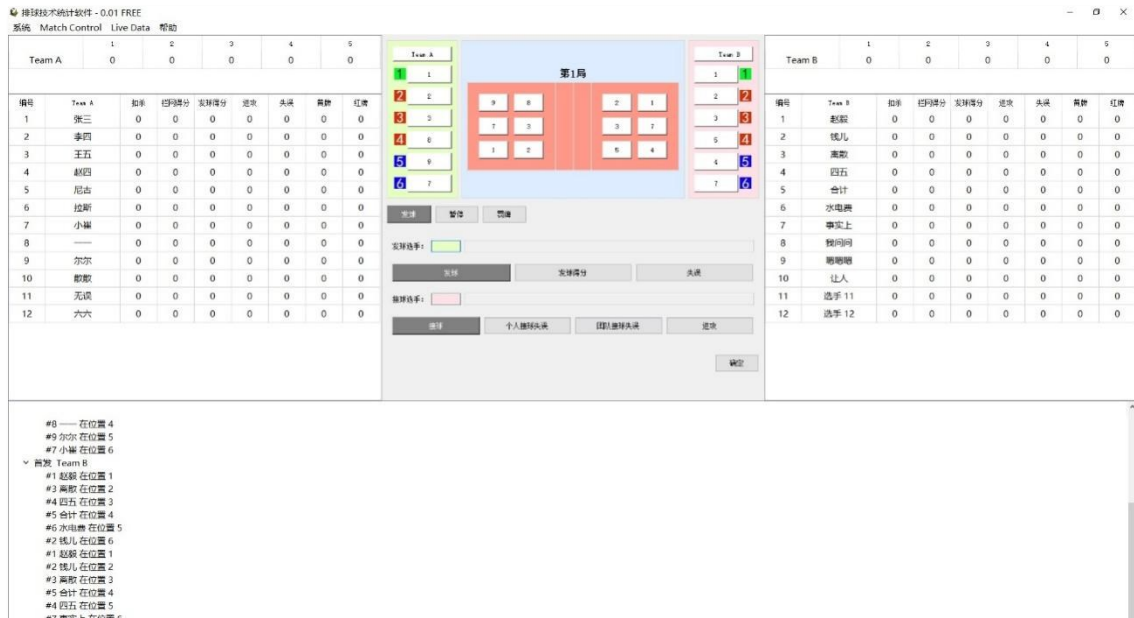 排球技术统计软件 - 0.01 FREE
系统 Match Control Live Data 帮助
1 2 3 4 5
Team A 0 0 0 0 0
编号 Team A 扣杀 拦网得分 发球得分 进攻 失误 黄牌 红牌
1 张三 0 0 0 0 0 0 0
2 李四 0 0 0 0 0 0 0
3 王五 0 0 0 0 0 0 0
4 赵四 0 0 0 0 0 0 0
5 尼古 0 0 0 0 0 0 0
6 拉斯 0 0 0 0 0 0 0
7 小崔 0 0 0 0 0 0 0
8 —— 0 0 0 0 0 0 0
9 尔尔 0 0 0 0 0 0 0
10 散散 0 0 0 0 0 0 0
11 无误 0 0 0 0 0 0 0
12 六六 0 0 0 0 0 0 0
Team A
1 1
2 2
3 3
4 8
5 9
6 7
第1局
9 8 2 1
7 3 3 7
1 2 5 4
Team B
1 1
2 2
3 3
5 4
4 5
7 6
发球 暂停 罚牌
发球选手:
发球 发球得分 失误
接球选手:
接球 个人接球失误 团队接球失误 进攻
确定
1 2 3 4 5
Team B 0 0 0 0 0
编号 Team B 扣杀 拦网得分 发球得分 进攻 失误 黄牌 红牌
1 赵毅 0 0 0 0 0 0 0
2 钱儿 0 0 0 0 0 0 0
3 离散 0 0 0 0 0 0 0
4 四五 0 0 0 0 0 0 0
5 合计 0 0 0 0 0 0 0
6 水电费 0 0 0 0 0 0 0
7 事实上 0 0 0 0 0 0 0
8 我问问 0 0 0 0 0 0 0
9 嗯嗯嗯 0 0 0 0 0 0 0
10 让人 0 0 0 0 0 0 0
11 选手 11 0 0 0 0 0 0 0
12 选手 12 0 0 0 0 0 0 0
#8 —— 在位置 4
#9 尔尔 在位置 5
#7 小崔 在位置 6
首发 Team B
#1 赵毅 在位置 1
#3 离散 在位置 2
#4 四五 在位置 3
#5 合计 在位置 4
#6 水电费 在位置 5
#2 钱儿 在位置 6
#1 赵毅 在位置 1
#2 钱儿 在位置 2
#3 离散 在位置 3
#5 合计 在位置 4
#4 四五 在位置 5
#7 事实上 在位置 6